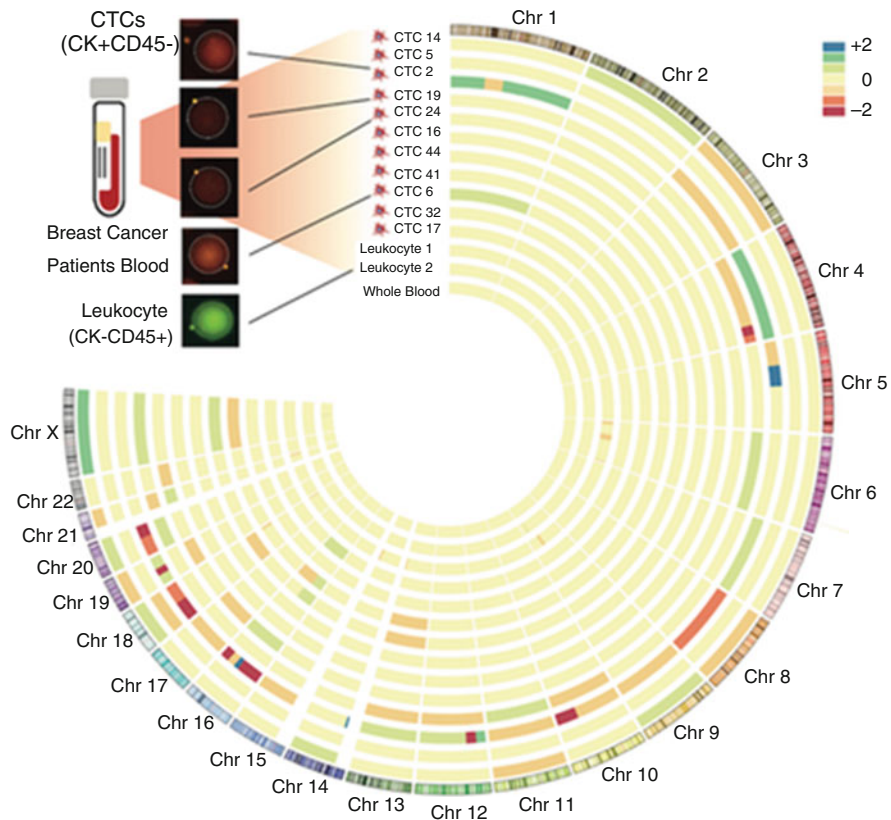 CTCs
(CK+CD45-)
Breast Cancer
Patients Blood
Leukocyte
(CK-CD45+)
CTC 14
CTC 5
CTC 2
CTC 19
CTC 24
CTC 16
CTC 44
CTC 41
CTC 6
CTC 32
CTC 17
Leukocyte 1
Leukocyte 2
Whole Blood
+2
0
−2
Chr 1
Chr 2
Chr 3
Chr 4
Chr 5
Chr 6
Chr 7
Chr 8
Chr 9
Chr 10
Chr 11
Chr 12
Chr 13
Chr 14
Chr 15
Chr 16
Chr 17
Chr 18
Chr 19
Chr 20
Chr 21
Chr 22
Chr X